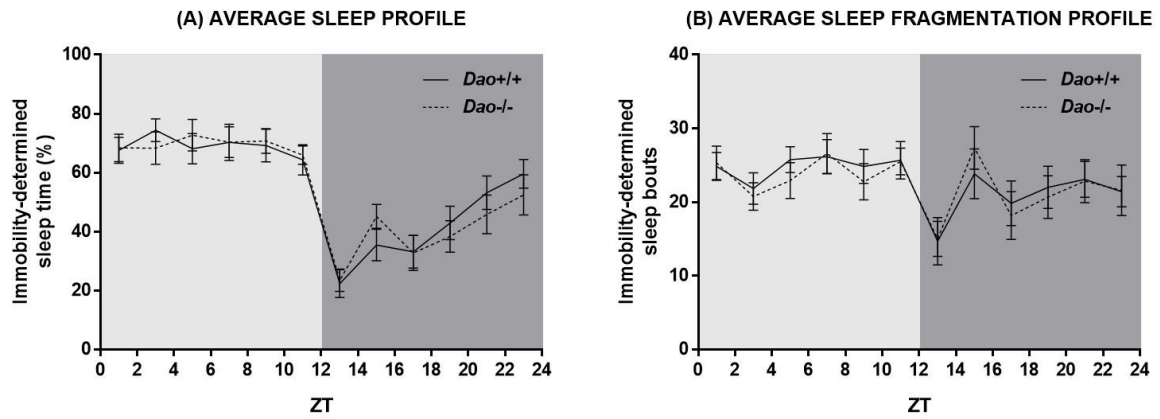 (A) AVERAGE SLEEP PROFILE
Immobility-determined
sleep time (%)
100
80
60
40
20
0
Dao+/+
Dao-/-
0 2 4 6 8 10 12 14 16 18 20 22 24
ZT
(B) AVERAGE SLEEP FRAGMENTATION PROFILE
Immobility-determined
sleep bouts
40
30
20
10
0
Dao+/+
Dao-/-
0 2 4 6 8 10 12 14 16 18 20 22 24
ZT